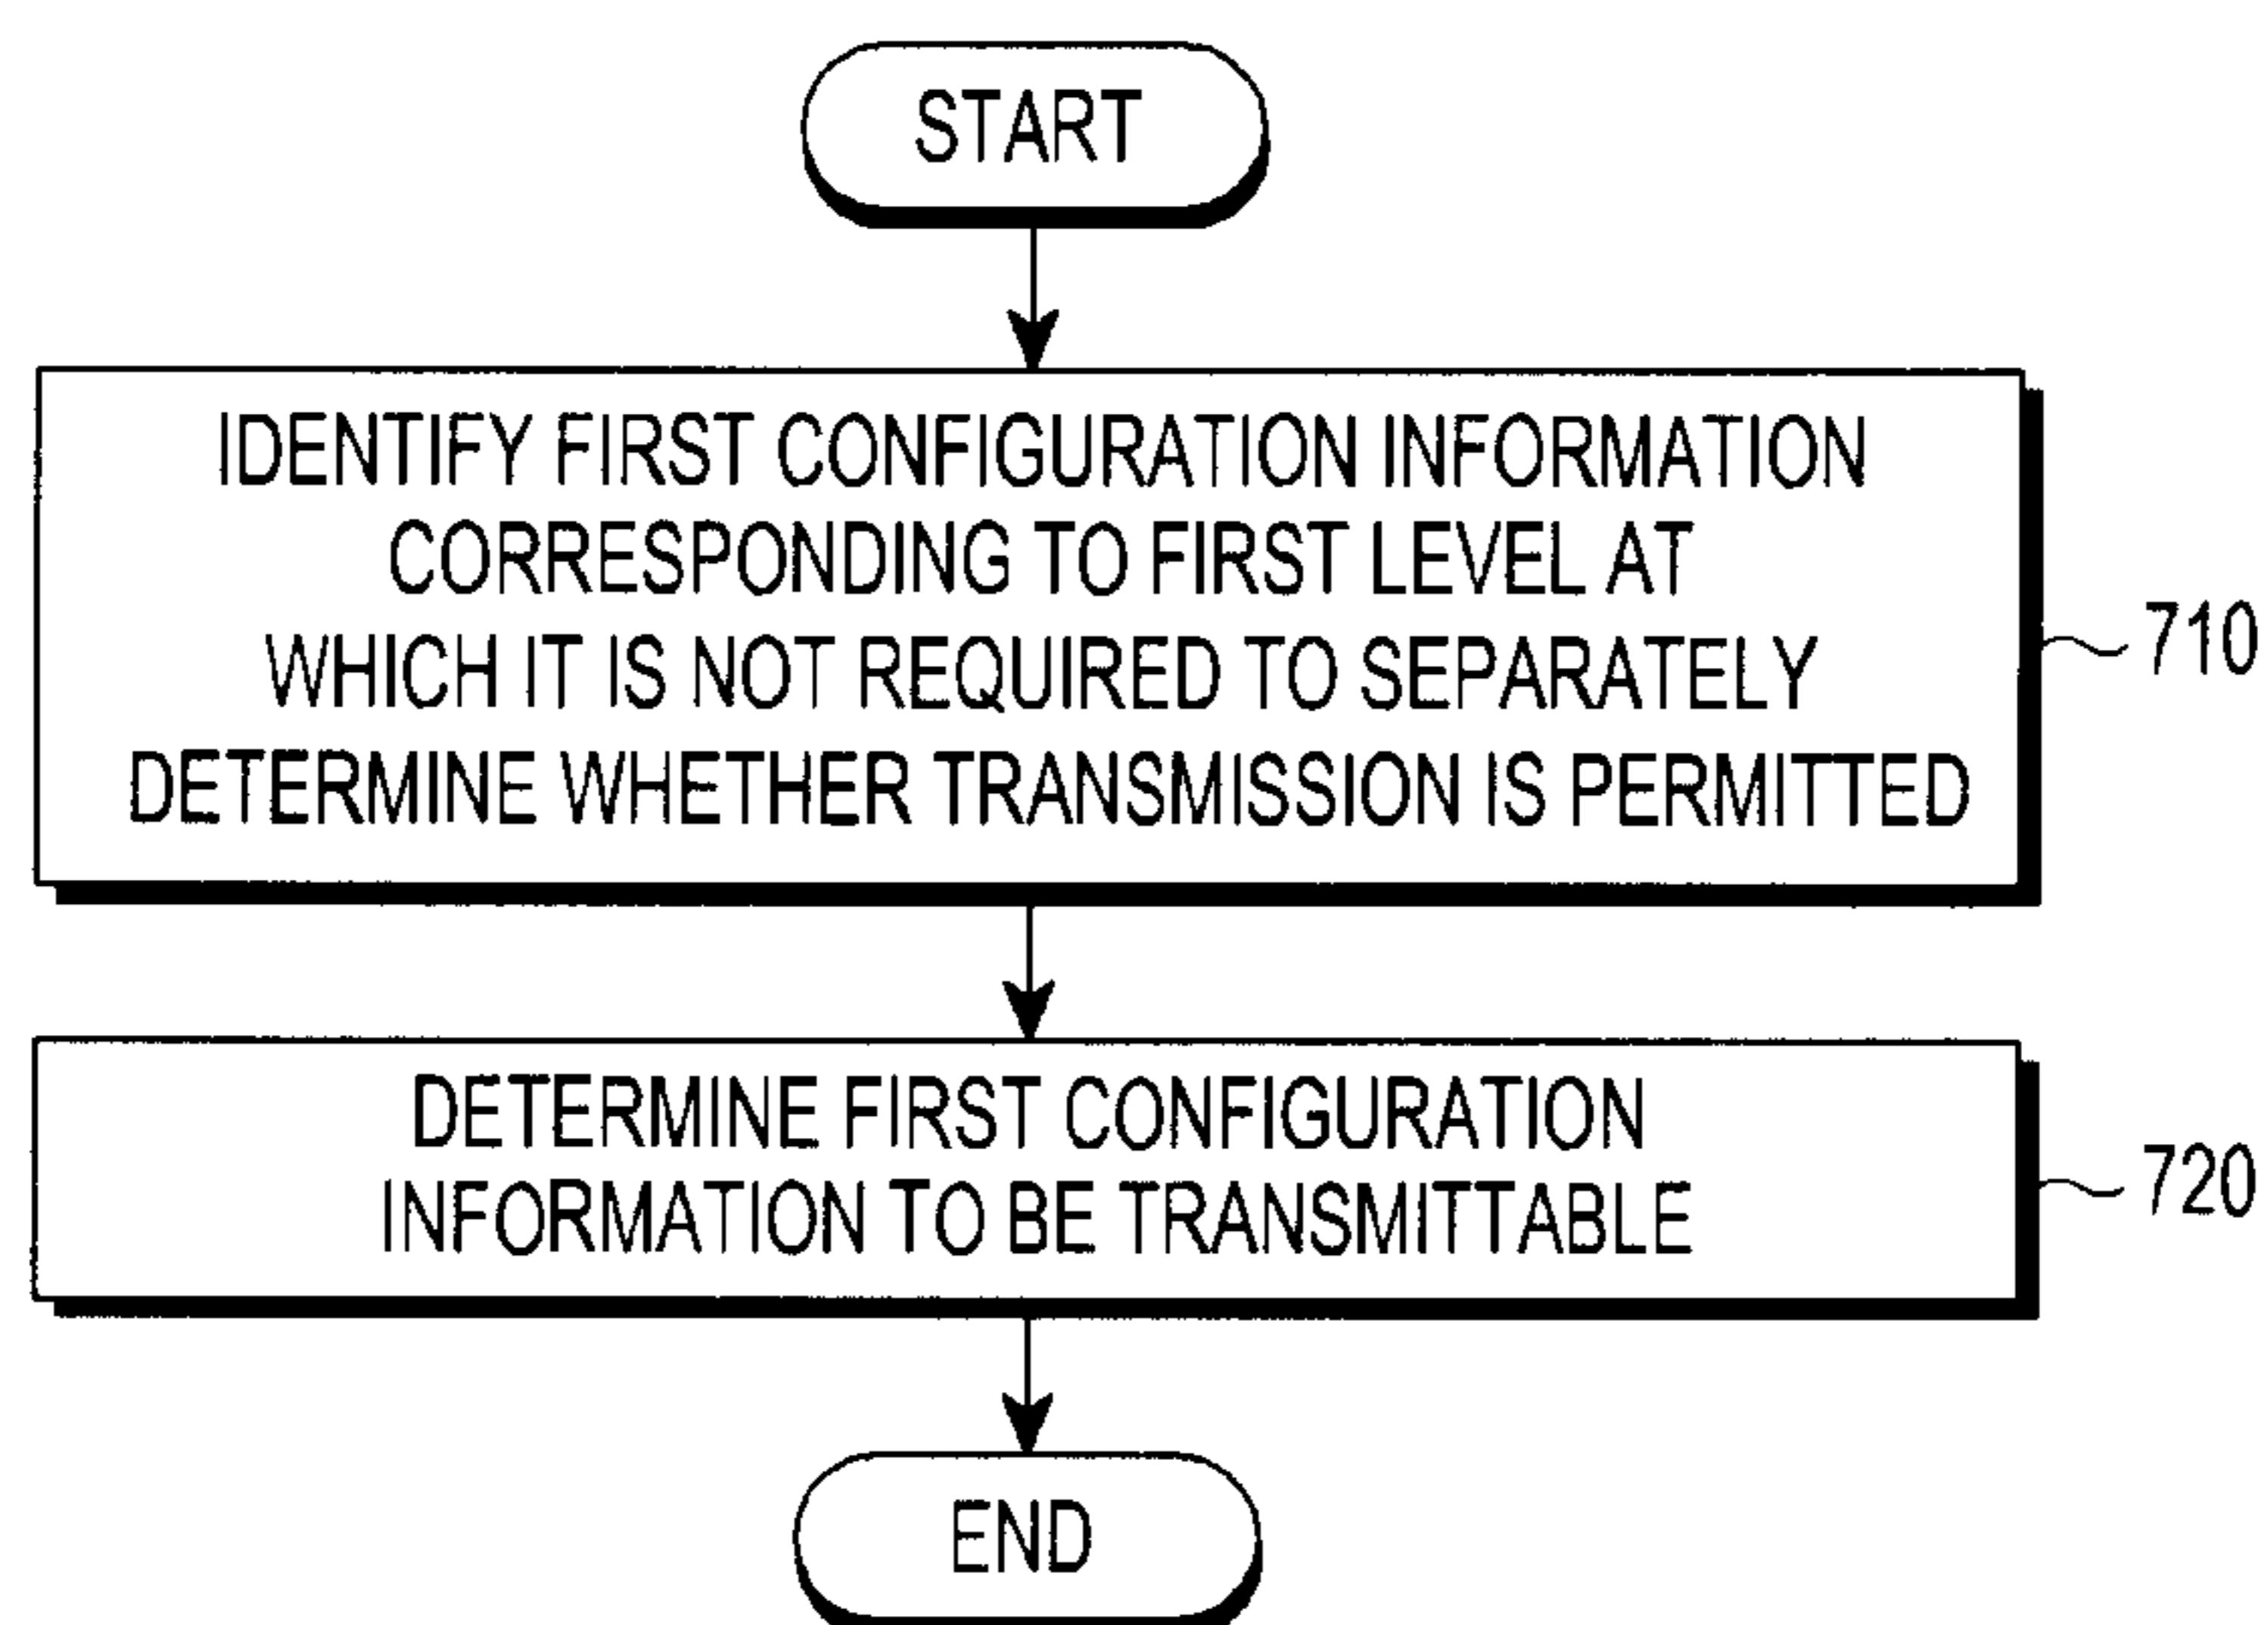 START
IDENTIFY FIRST CONFIGURATION INFORMATION
CORRESPONDING TO FIRST LEVEL AT
WHICH IT IS NOT REQUIRED TO SEPARATELY
DETERMINE WHETHER TRANSMISSION IS PERMITTED
710
DETERMINE FIRST CONFIGURATION
INFORMATION TO BE TRANSMITTABLE
720
END